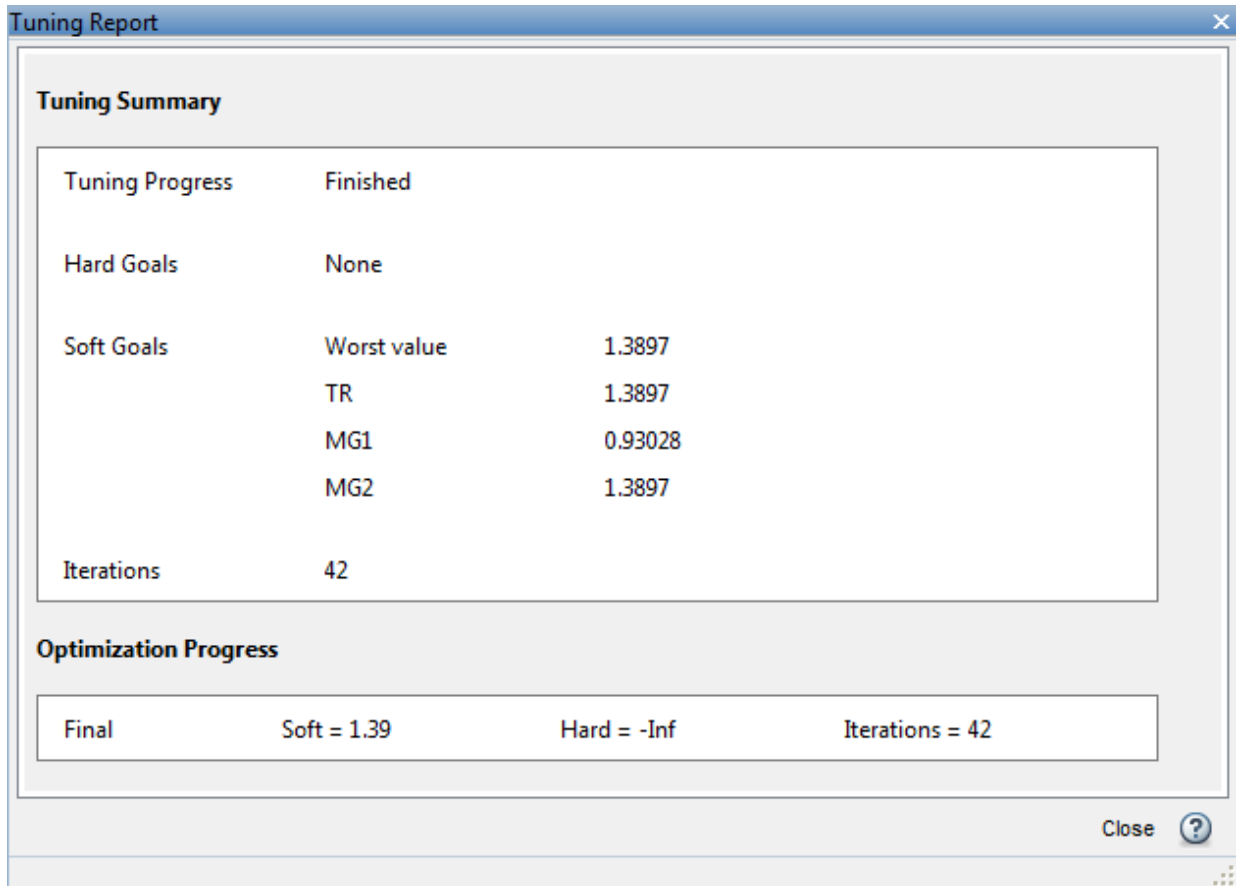 Tuning Report
Tuning Summary
Tuning Progress Finished
Hard Goals None
Soft Goals Worst value 1.3897
TR 1.3897
MG1 0.93028
MG2 1.3897
Iterations 42
Optimization Progress
Final Soft = 1.39 Hard = -Inf Iterations = 42
Close ?